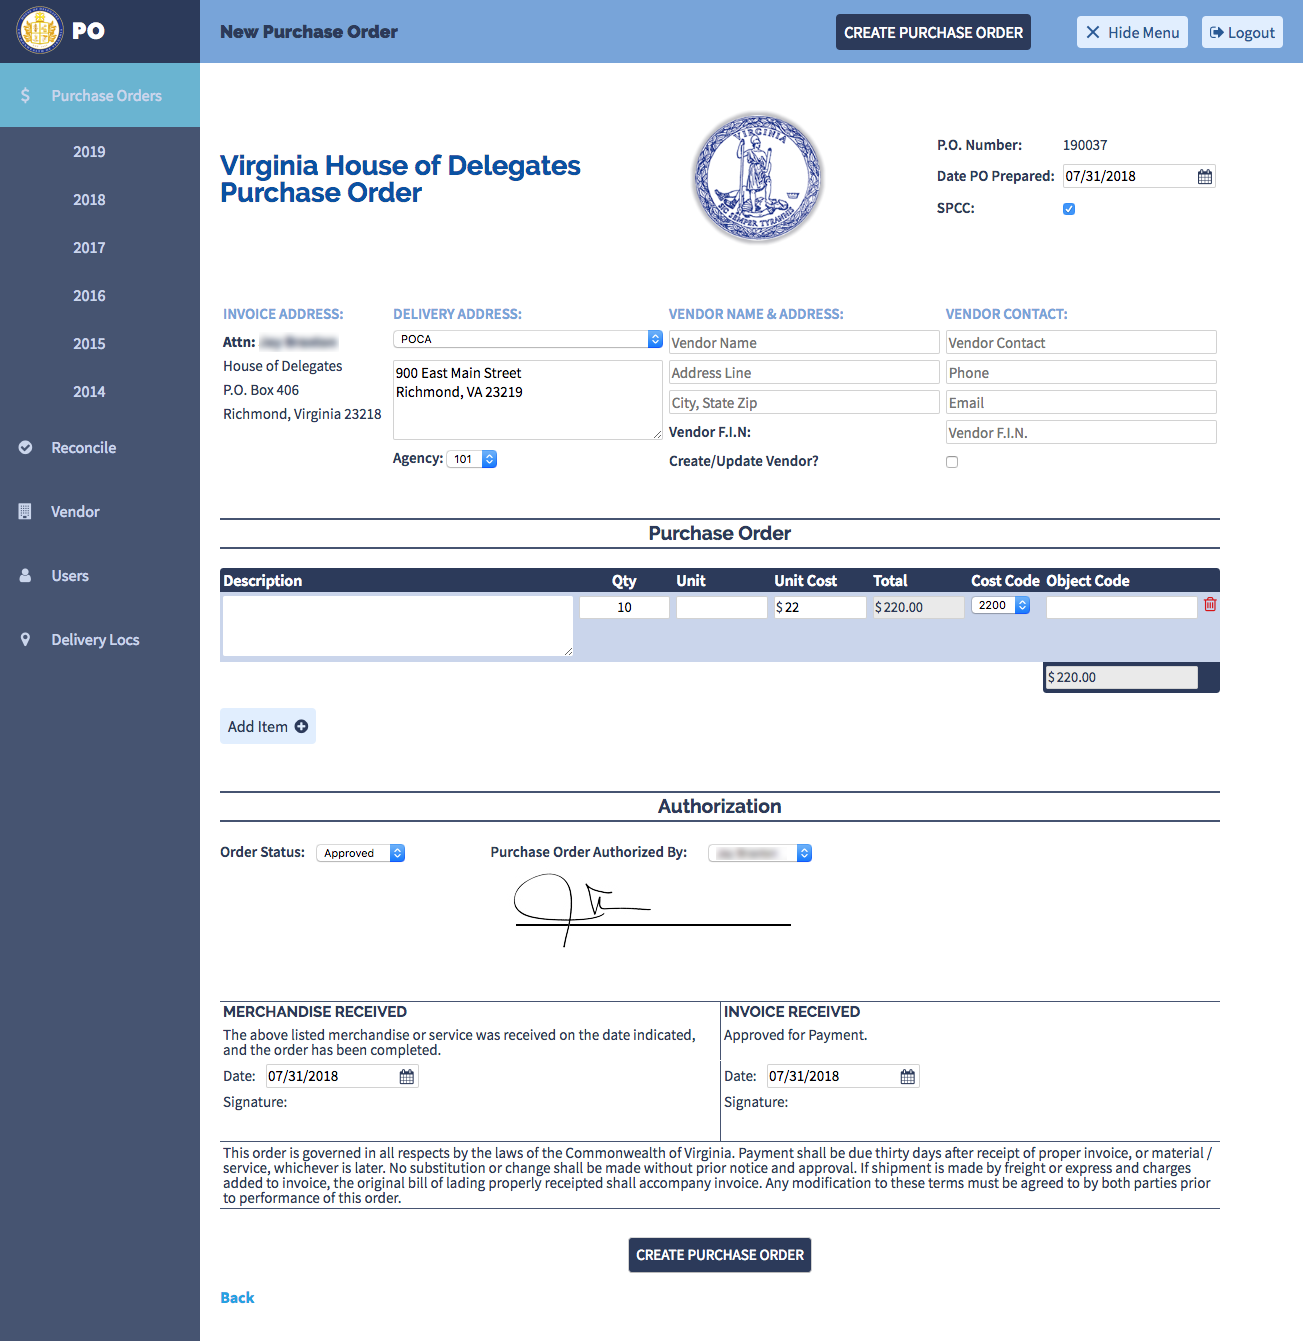 PO
New Purchase Order
CREATE PURCHASE ORDER
Hide Menu
Logout
$ Purchase Orders
2019
2018
2017
2016
2015
2014
Reconcile
Vendor
Users
Delivery Locs
Virginia House of Delegates
Purchase Order
VIRGINIA
SIC SEMPER TYRANNIS
P.O. Number: 190037
Date PO Prepared: 07/31/2018
SPCC:
INVOICE ADDRESS:
Attn:
House of Delegates
P.O. Box 406
Richmond, Virginia 23218
DELIVERY ADDRESS:
POCA
900 East Main Street
Richmond, VA 23219
Agency: 101
VENDOR NAME & ADDRESS:
Vendor Name
Address Line
City, State Zip
Vendor F.I.N:
Create/Update Vendor?
VENDOR CONTACT:
Vendor Contact
Phone
Email
Vendor F.I.N.
Purchase Order
Description Qty Unit Unit Cost Total Cost Code Object Code
10 $ 22 $ 220.00 2200
$ 220.00
Add Item
Authorization
Order Status: Approved Purchase Order Authorized By:
MERCHANDISE RECEIVED
The above listed merchandise or service was received on the date indicated,
and the order has been completed.
Date: 07/31/2018
Signature:
INVOICE RECEIVED
Approved for Payment.
Date: 07/31/2018
Signature:
This order is governed in all respects by the laws of the Commonwealth of Virginia. Payment shall be due thirty days after receipt of proper invoice, or material /
service, whichever is later. No substitution or change shall be made without prior notice and approval. If shipment is made by freight or express and charges
added to invoice, the original bill of lading properly receipted shall accompany invoice. Any modification to these terms must be agreed to by both parties prior
to performance of this order.
CREATE PURCHASE ORDER
Back